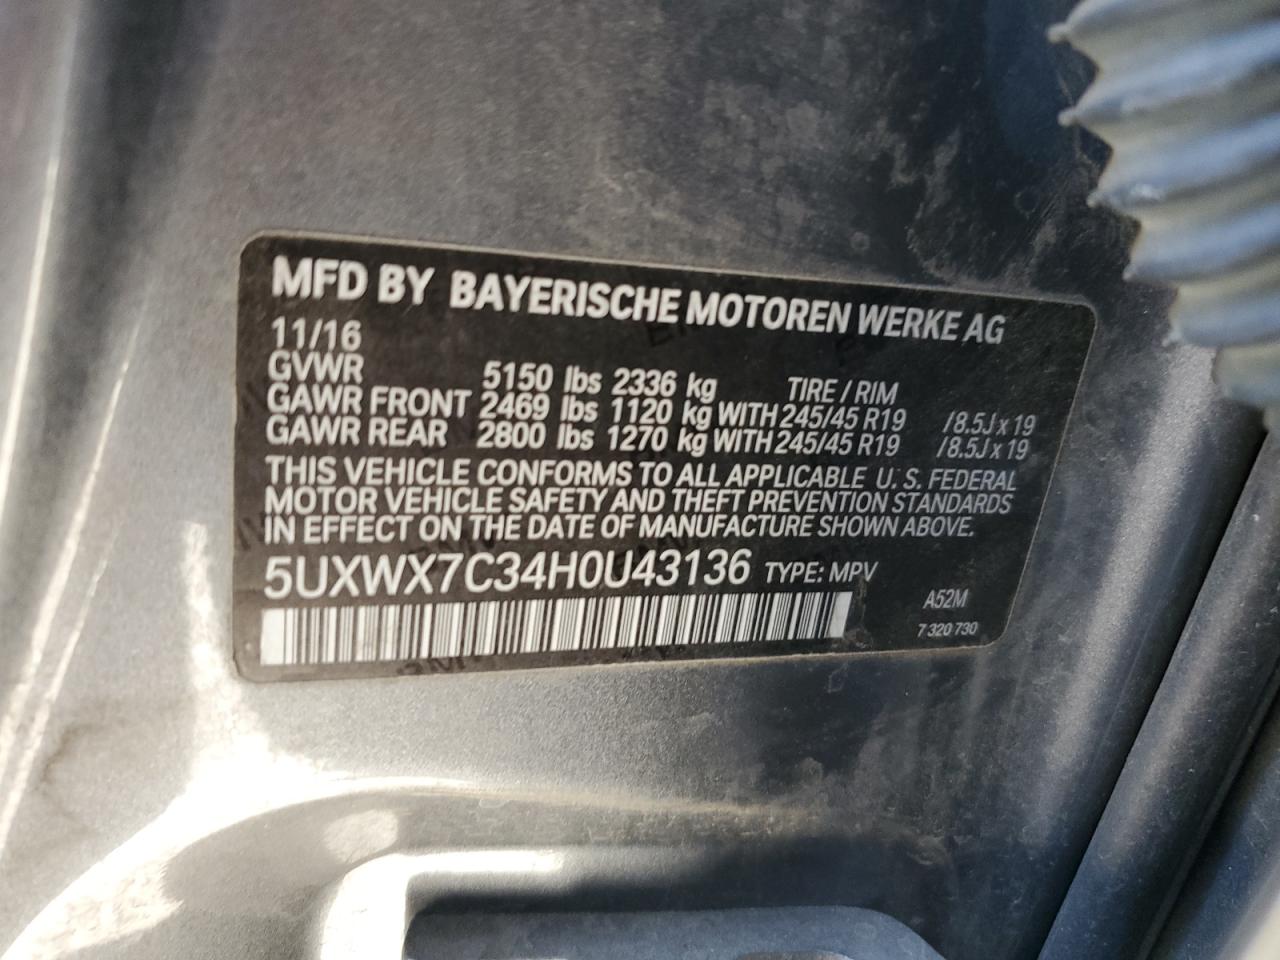 MFD BY BAYERISCHE MOTOREN WERKE AG
11/16
GVWR 5150 lbs 2336 kg TIRE / RIM
GAWR FRONT 2469 lbs 1120 kg WITH 245/45 R19 /8.5J x 19
GAWR REAR 2800 lbs 1270 kg WITH 245/45 R19 /8.5J x 19
THIS VEHICLE CONFORMS TO ALL APPLICABLE U. S. FEDERAL
MOTOR VEHICLE SAFETY AND THEFT PREVENTION STANDARDS
IN EFFECT ON THE DATE OF MANUFACTURE SHOWN ABOVE.
5UXWX7C34H0U43136 TYPE: MPV
A52M
7 320 730